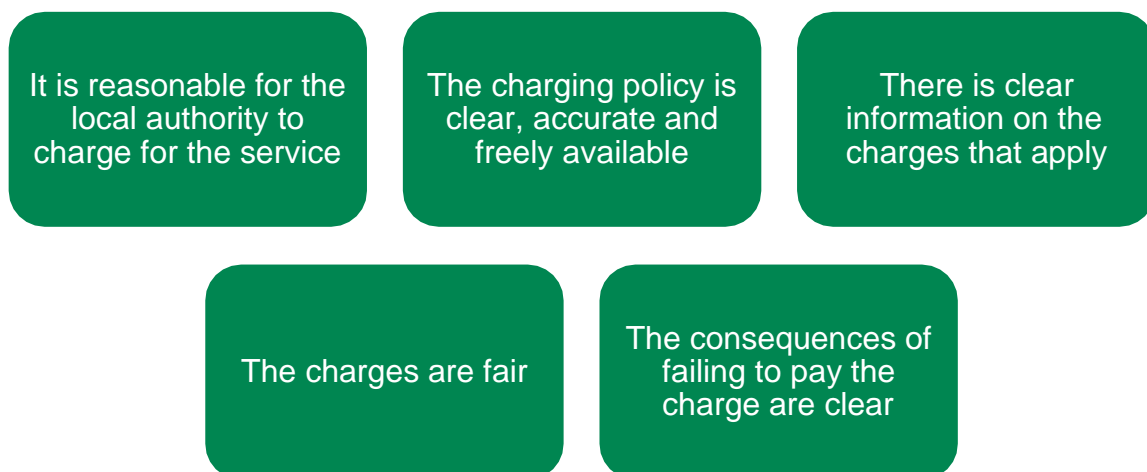 It is reasonable for the
local authority to
charge for the service
The charging policy is
clear, accurate and
freely available
There is clear
information on the
charges that apply
The charges are fair
The consequences of
failing to pay the
charge are clear